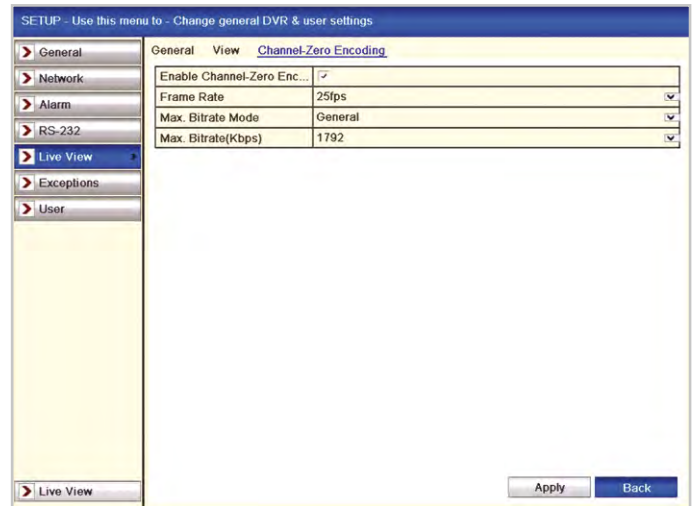 SETUP - Use this menu to - Change general DVR & user settings
General
Network
Alarm
RS-232
Live View
Exceptions
User
Live View
General View Channel-Zero Encoding
Enable Channel-Zero Enc...
Frame Rate 25fps
Max. Bitrate Mode General
Max. Bitrate(Kbps) 1792
Apply Back